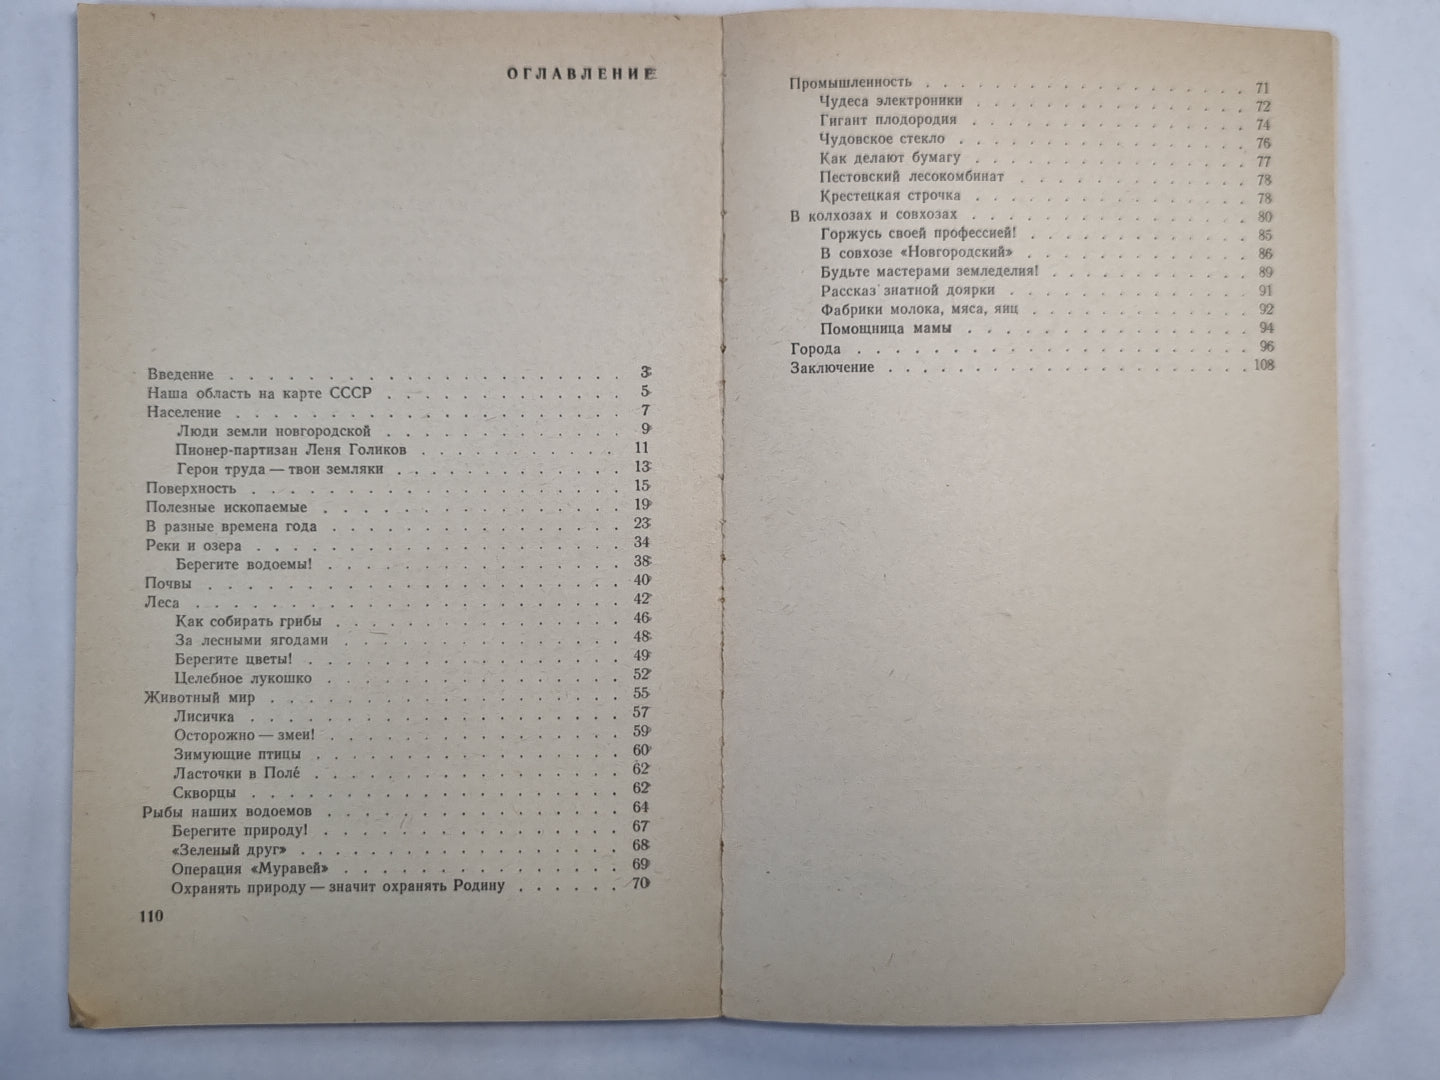 ОГЛАВЛЕНИЕ
Введение . . . . . . . . . . . . . . . . . . . . . 3
Наша область на карте СССР . . . . . . . . . . . . . 5
Население . . . . . . . . . . . . . . . . . . . . . 7
Люди земли новгородской . . . . . . . . . . . . . 9
Пионер-партизан Леня Голиков . . . . . . . . . . . 11
Герои труда — твои земляки . . . . . . . . . . . . 13
Поверхность . . . . . . . . . . . . . . . . . . . . 15
Полезные ископаемые . . . . . . . . . . . . . . . . 19
В разные времена года . . . . . . . . . . . . . . . 23
Реки и озера . . . . . . . . . . . . . . . . . . . . 34
Берегите водоемы! . . . . . . . . . . . . . . . . 38
Почвы . . . . . . . . . . . . . . . . . . . . . . . 40
Леса . . . . . . . . . . . . . . . . . . . . . . . 42
Как собирать грибы . . . . . . . . . . . . . . . . 46
За лесными ягодами . . . . . . . . . . . . . . . . 48
Берегите цветы! . . . . . . . . . . . . . . . . . 49
Целебное лукошко . . . . . . . . . . . . . . . . . 52
Животный мир . . . . . . . . . . . . . . . . . . . 55
Лисичка . . . . . . . . . . . . . . . . . . . . . 57
Осторожно — змеи! . . . . . . . . . . . . . . . . 59
Зимующие птицы . . . . . . . . . . . . . . . . . . 60
Ласточки в Поле́ . . . . . . . . . . . . . . . . . 62
Скворцы . . . . . . . . . . . . . . . . . . . . . 62
Рыбы наших водоемов . . . . . . . . . . . . . . . . 64
Берегите природу! . . . . . . . . . . . . . . . . 67
«Зеленый друг» . . . . . . . . . . . . . . . . . . 68
Операция «Муравей» . . . . . . . . . . . . . . . . 69
Охранять природу — значит охранять Родину . . . . . . 70
110
Промышленность . . . . . . . . . . . . . . . . . . 71
Чудеса электроники . . . . . . . . . . . . . . . . 72
Гигант плодородия . . . . . . . . . . . . . . . . 74
Чудовское стекло . . . . . . . . . . . . . . . . . 76
Как делают бумагу . . . . . . . . . . . . . . . . 77
Пестовский лесокомбинат . . . . . . . . . . . . . 78
Крестецкая строчка . . . . . . . . . . . . . . . . 78
В колхозах и совхозах . . . . . . . . . . . . . . . 80
Горжусь своей профессией! . . . . . . . . . . . . . 85
В совхозе «Новгородский» . . . . . . . . . . . . . 86
Будьте мастерами земледелия! . . . . . . . . . . . 89
Рассказ знатной доярки . . . . . . . . . . . . . . 91
Фабрики молока, мяса, яиц . . . . . . . . . . . . . 92
Помощница мамы . . . . . . . . . . . . . . . . . . 94
Города . . . . . . . . . . . . . . . . . . . . . . 96
Заключение . . . . . . . . . . . . . . . . . . . . 108